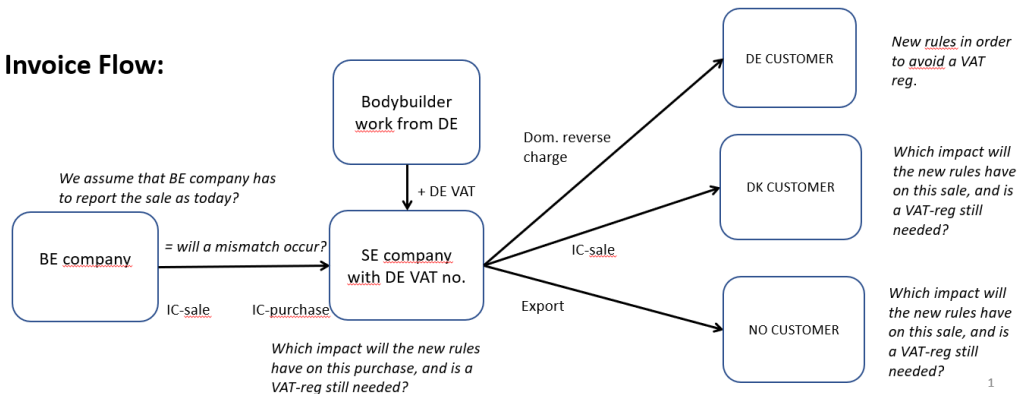 Invoice Flow:
Bodybuilder
work from DE
+ DE VAT
We assume that BE company has
to report the sale as today?
BE company
= will a mismatch occur?
IC-sale
IC-purchase
SE company
with DE VAT no.
Which impact will the new rules
have on this purchase, and is a
VAT-reg still needed?
Dom. reverse
charge
IC-sale
Export
DE CUSTOMER
New rules in order
to avoid a VAT
reg.
DK CUSTOMER
Which impact will
the new rules have
on this sale, and is
a VAT-reg still
needed?
NO CUSTOMER
Which impact will
the new rules have
on this sale, and is
a VAT-reg still
needed?
1